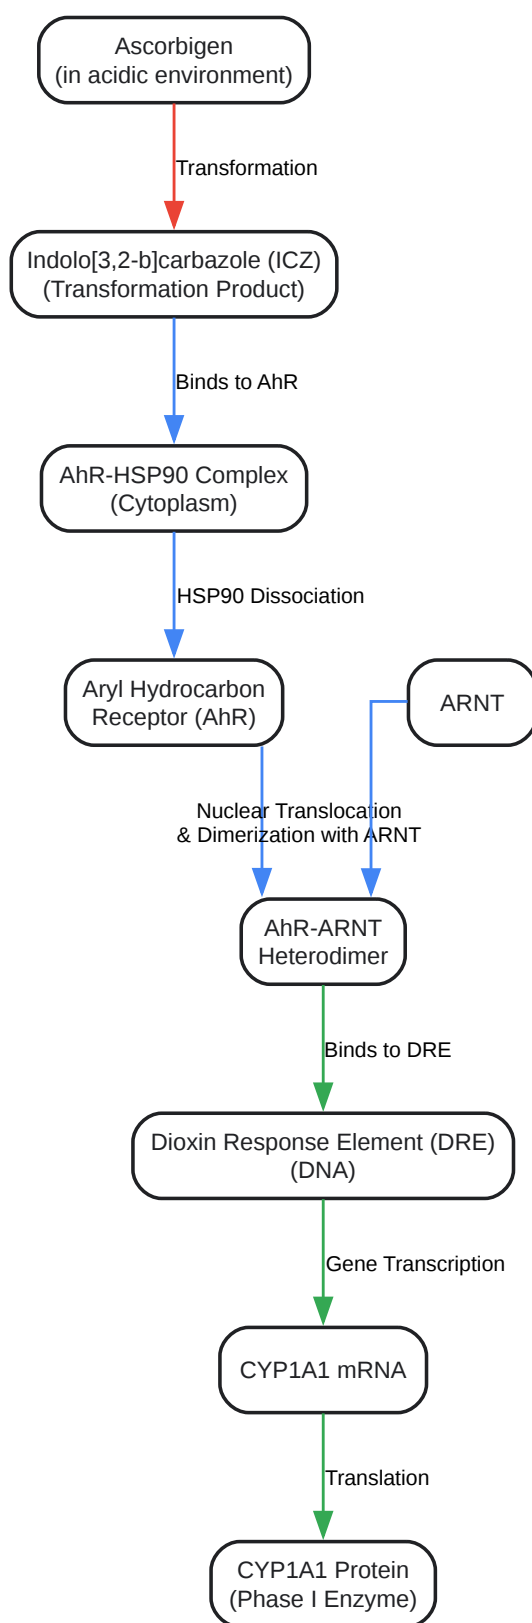 Ascorbigen
(in acidic environment)
Transformation
Indolo[3,2-b]carbazole (ICZ)
(Transformation Product)
Binds to AhR
AhR-HSP90 Complex
(Cytoplasm)
HSP90 Dissociation
Aryl Hydrocarbon
Receptor (AhR)
ARNT
Nuclear Translocation
& Dimerization with ARNT
AhR-ARNT
Heterodimer
Binds to DRE
Dioxin Response Element (DRE)
(DNA)
Gene Transcription
CYP1A1 mRNA
Translation
CYP1A1 Protein
(Phase I Enzyme)